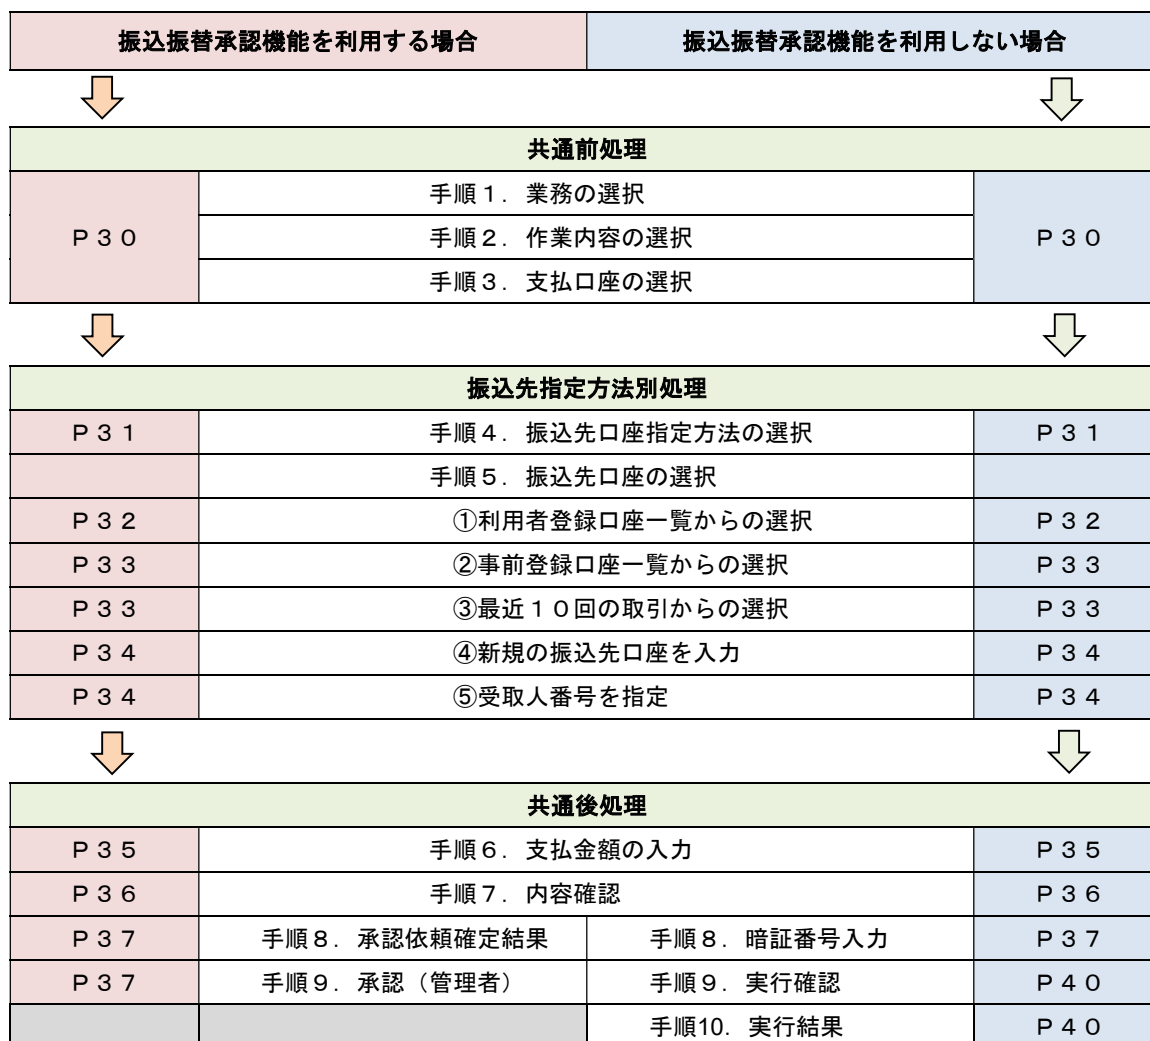 振込振替承認機能を利用する場合 振込振替承認機能を利用しない場合
共通前処理
手順１．業務の選択
Ｐ３０ 手順２．作業内容の選択 Ｐ３０
手順３．支払口座の選択
振込先指定方法別処理
Ｐ３１ 手順４．振込先口座指定方法の選択 Ｐ３１
手順５．振込先口座の選択
Ｐ３２ ①利用者登録口座一覧からの選択 Ｐ３２
Ｐ３３ ②事前登録口座一覧からの選択 Ｐ３３
Ｐ３３ ③最近１０回の取引からの選択 Ｐ３３
Ｐ３４ ④新規の振込先口座を入力 Ｐ３４
Ｐ３４ ⑤受取人番号を指定 Ｐ３４
共通後処理
Ｐ３５ 手順６．支払金額の入力 Ｐ３５
Ｐ３６ 手順７．内容確認 Ｐ３６
Ｐ３７ 手順８．承認依頼確定結果 手順８．暗証番号入力 Ｐ３７
Ｐ３７ 手順９．承認（管理者） 手順９．実行確認 Ｐ４０
手順10．実行結果 Ｐ４０